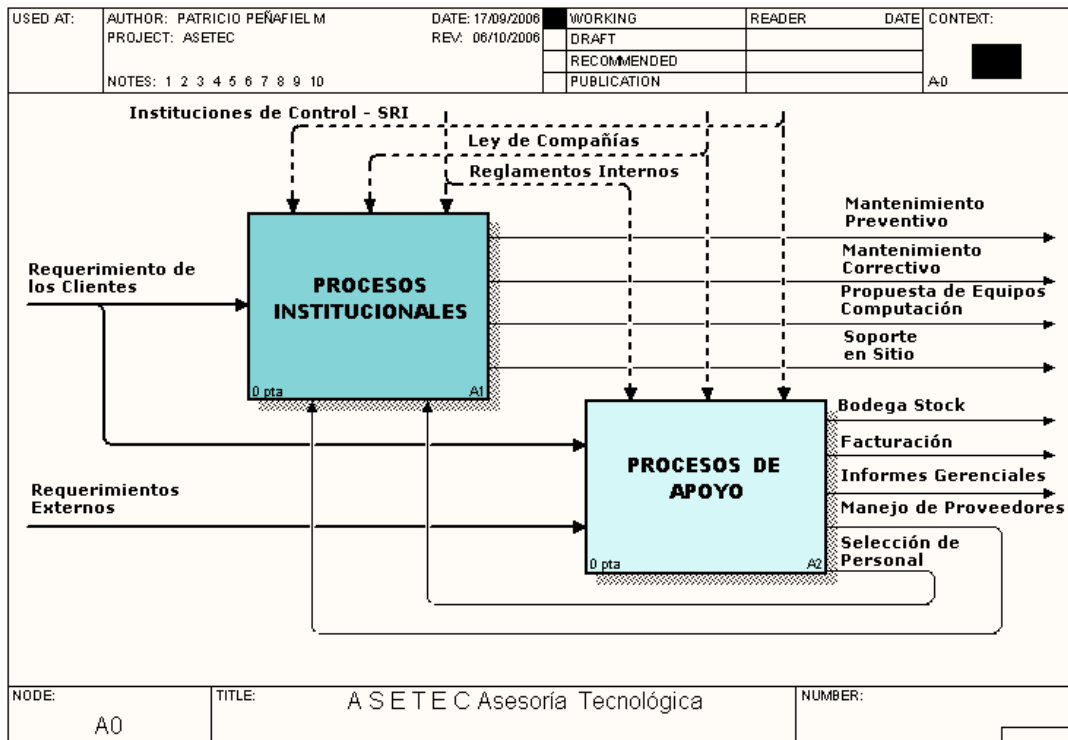 USED AT:
AUTHOR: PATRICIO PEÑAFIEL M
DATE: 17/09/2006
WORKING
READER
DATE
CONTEXT:
PROJECT: ASETEC
REV: 06/10/2006
DRAFT
RECOMMENDED
NOTES: 1 2 3 4 5 6 7 8 9 10
PUBLICATION
A-0
Instituciones de Control - SRI
Ley de Compañías
Reglamentos Internos
Mantenimiento
Preventivo
Mantenimiento
Correctivo
Propuesta de Equipos
Computación
Soporte
en Sitio
Requerimiento de
los Clientes
PROCESOS
INSTITUCIONALES
0 pta
A1
Bodega Stock
Facturación
Informes Gerenciales
Manejo de Proveedores
Selección de
Personal
PROCESOS DE
APOYO
0 pta
A2
Requerimientos
Externos
NODE:
A0
TITLE:
A S E T E C Asesoría Tecnológica
NUMBER: